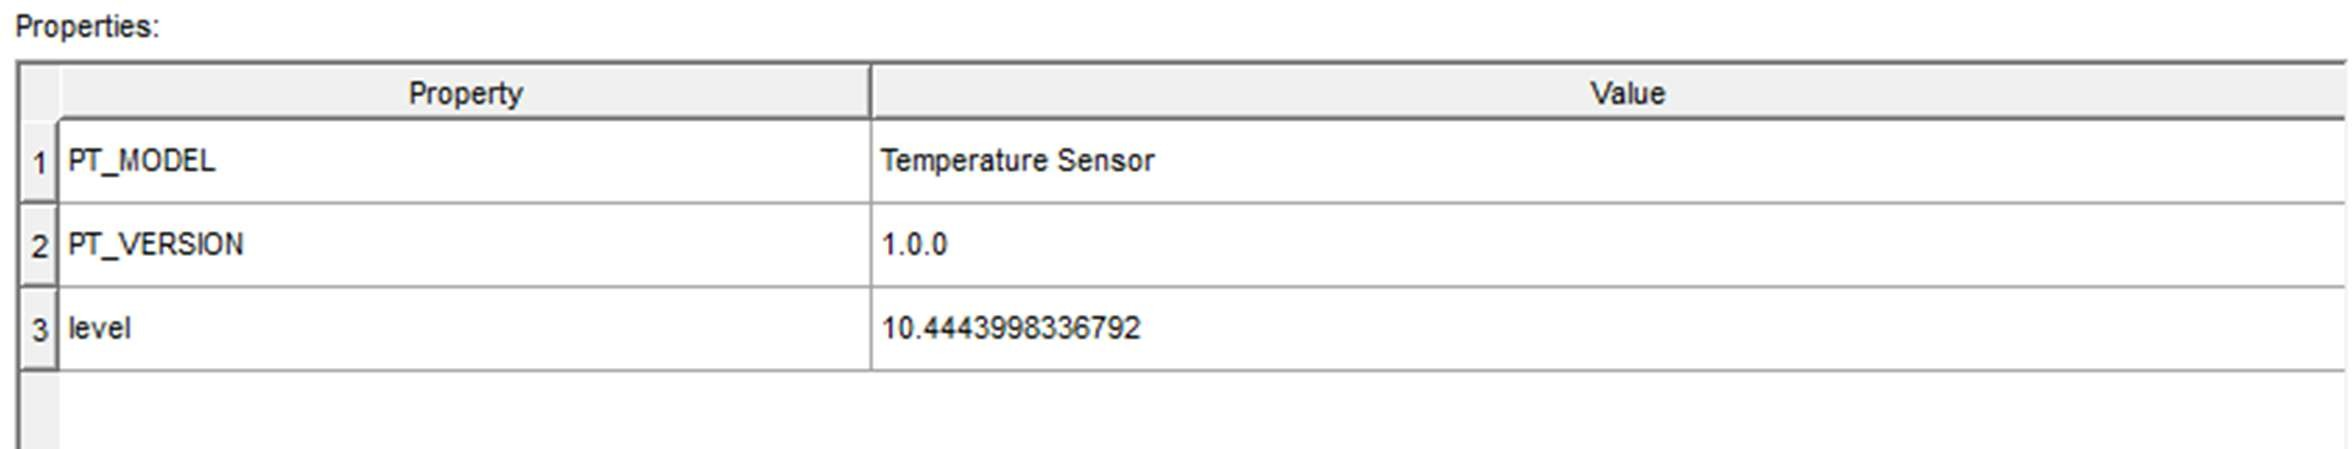 Properties:
Property Value
1 PT_MODEL Temperature Sensor
2 PT_VERSION 1.0.0
3 level 10.4443998336792